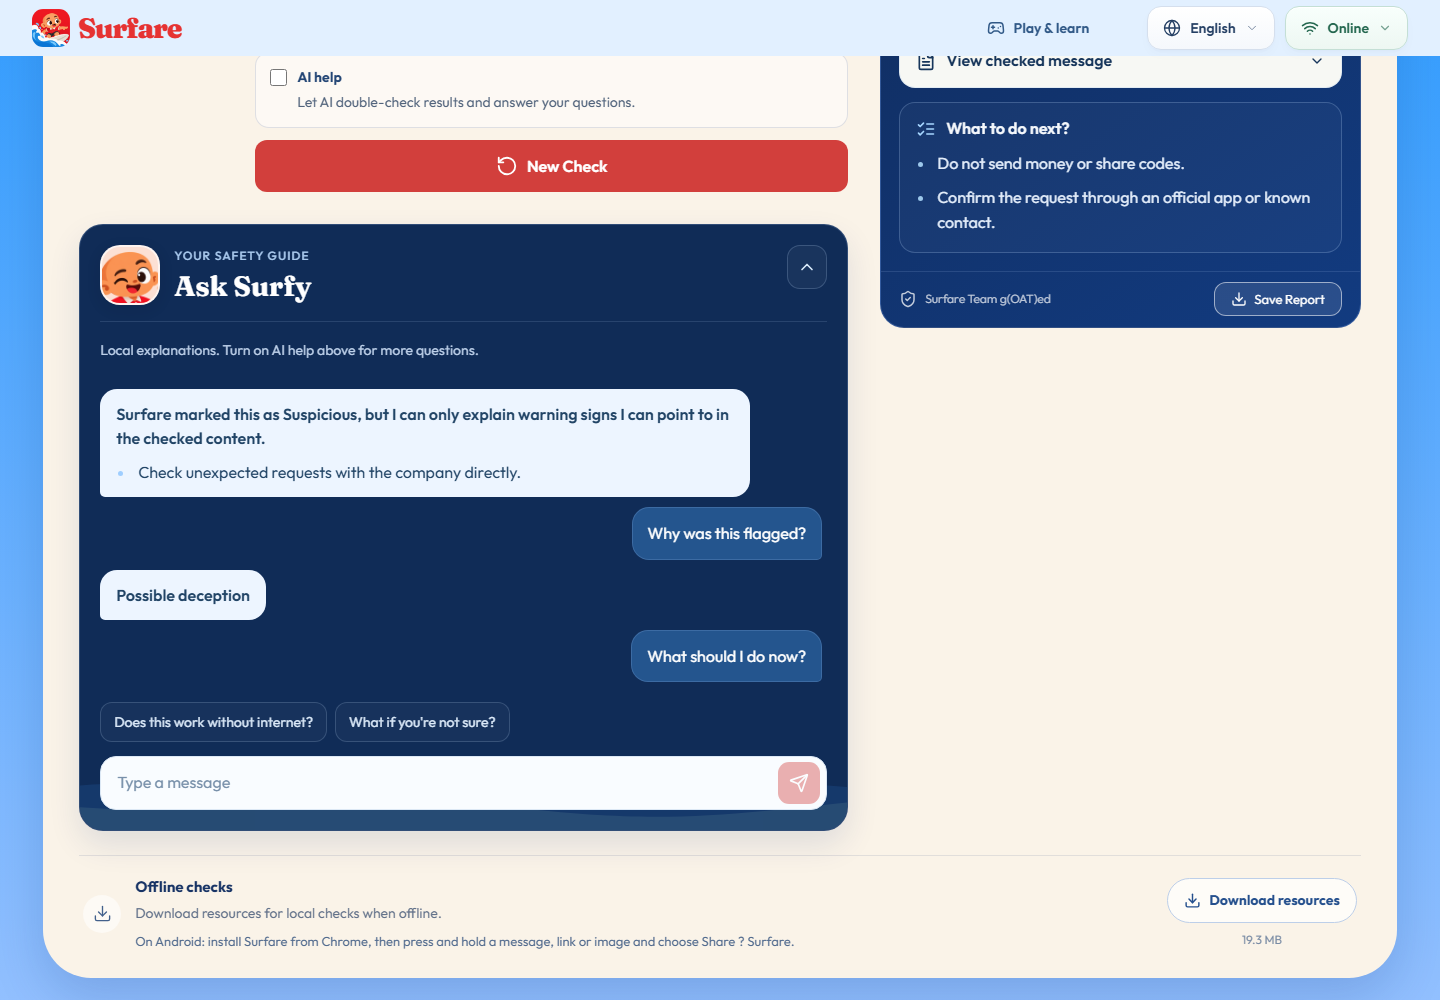 Surfare
Play & learn
English
Online
AI help
Let AI double-check results and answer your questions.
New Check
YOUR SAFETY GUIDE
Ask Surfy
Local explanations. Turn on AI help above for more questions.
Surfare marked this as Suspicious, but I can only explain warning signs I can point to in
the checked content.
Check unexpected requests with the company directly.
Why was this flagged?
Possible deception
What should I do now?
Does this work without internet?
What if you're not sure?
Type a message
View checked message
What to do next?
Do not send money or share codes.
Confirm the request through an official app or known
contact.
Surfare Team g(OAT)ed
Save Report
Offline checks
Download resources for local checks when offline.
On Android: install Surfare from Chrome, then press and hold a message, link or image and choose Share ? Surfare.
Download resources
19.3 MB